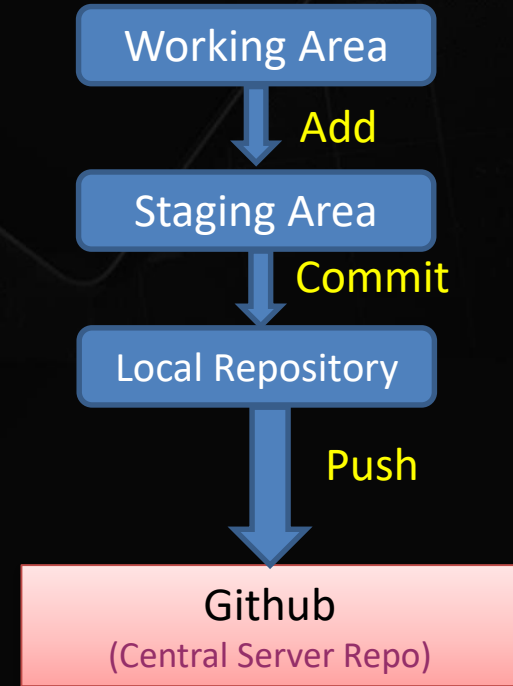 Working Area
Add
Staging Area
Commit
Local Repository
Push
Github
(Central Server Repo)